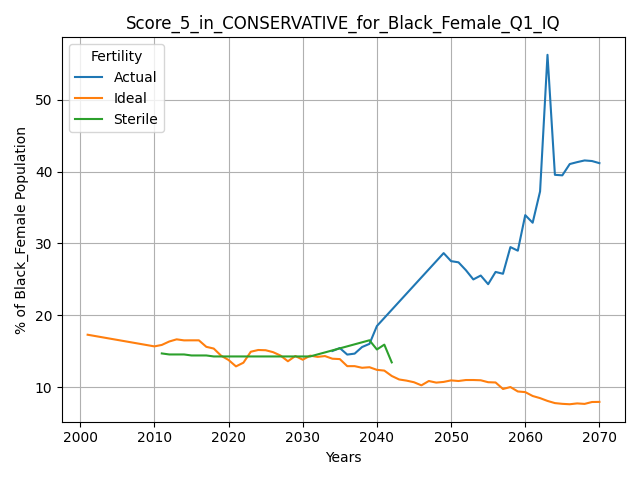 Score_5_in_CONSERVATIVE_for_Black_Female_Q1_IQ
Fertility
Actual
Ideal
Sterile
% of Black_Female Population
50
40
30
20
10
2000 2010 2020 2030 2040 2050 2060 2070
Years